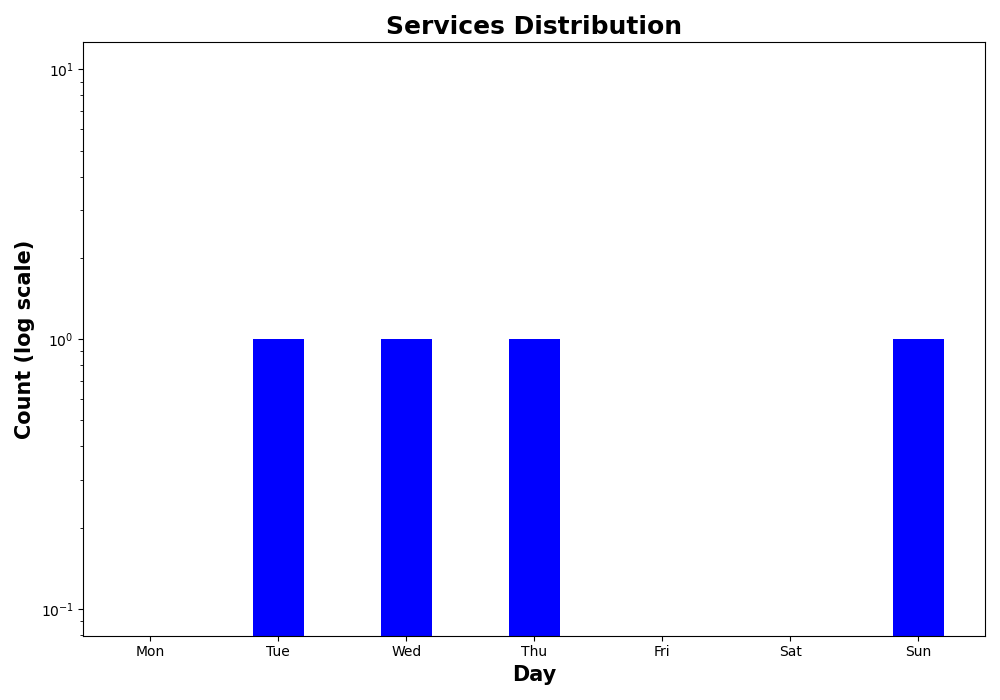 Services Distribution
Count (log scale)
10¹
10⁰
10⁻¹
Mon Tue Wed Thu Fri Sat Sun
Day